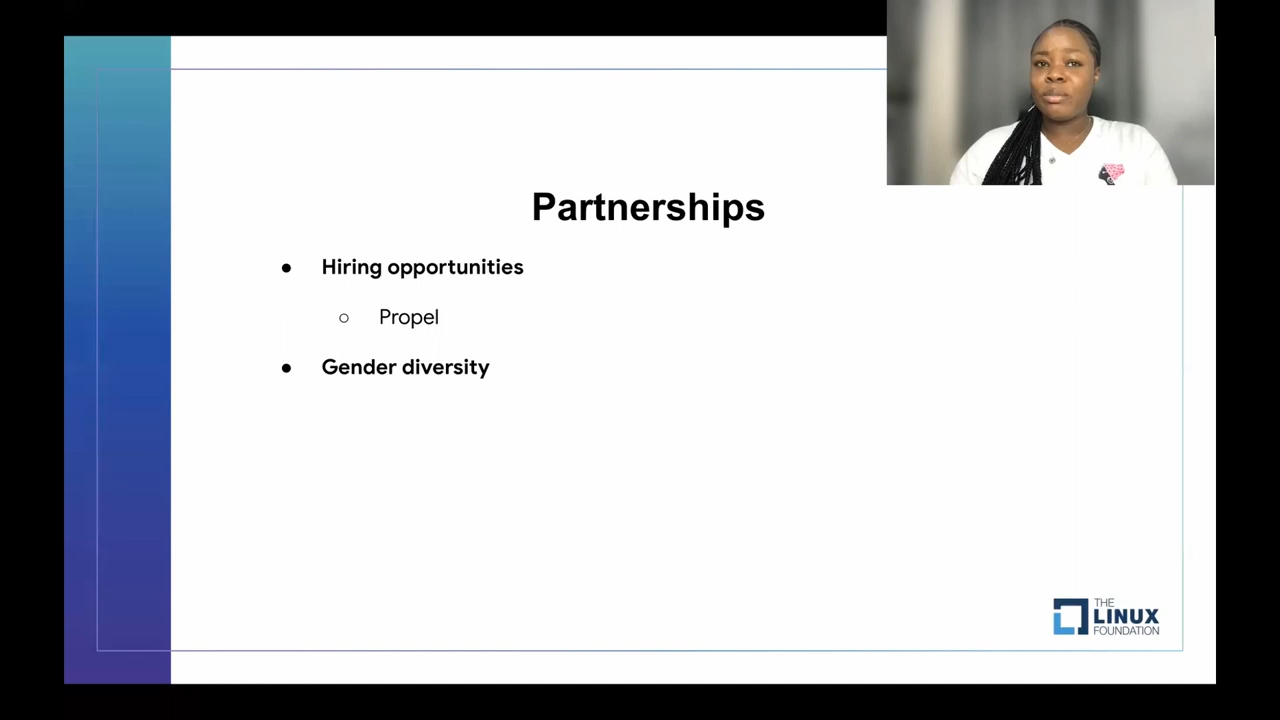 Partnerships
● Hiring opportunities
○ Propel
● Gender diversity
THE
LINUX
FOUNDATION